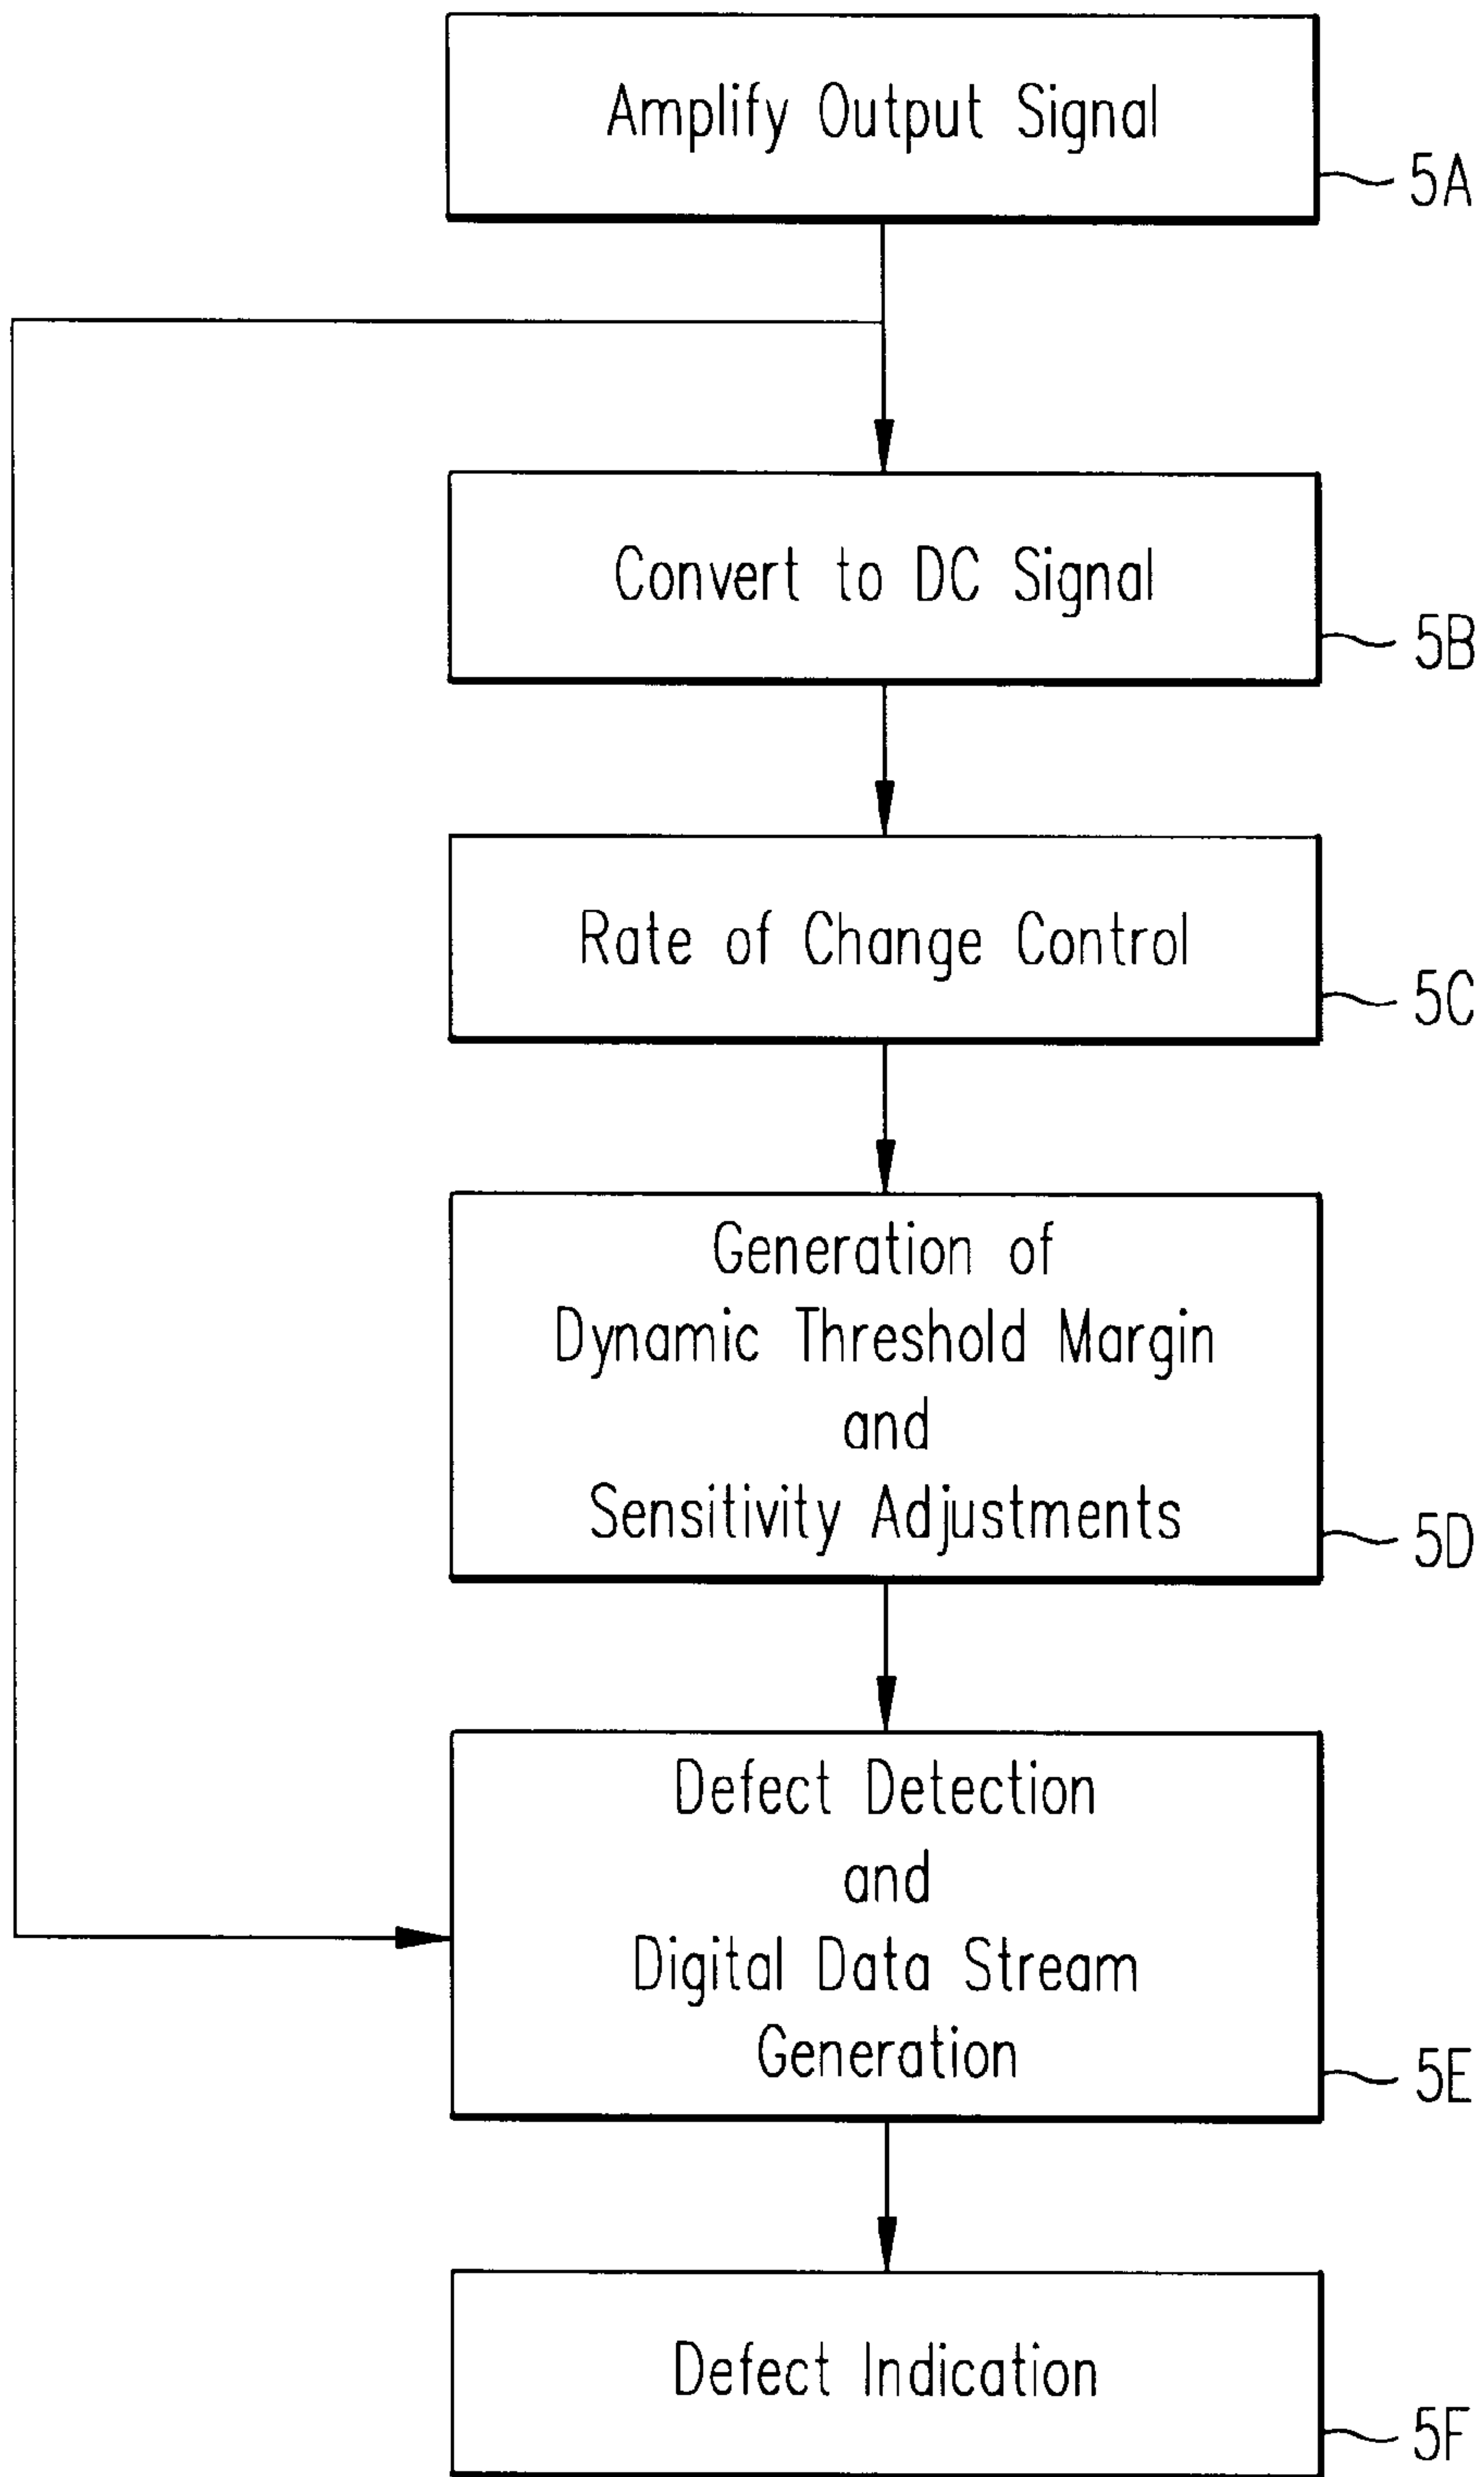 Amplify Output Signal
5A
Convert to DC Signal
5B
Rate of Change Control
5C
Generation of
Dynamic Threshold Margin
and
Sensitivity Adjustments
5D
Defect Detection
and
Digital Data Stream
Generation
5E
Defect Indication
5F